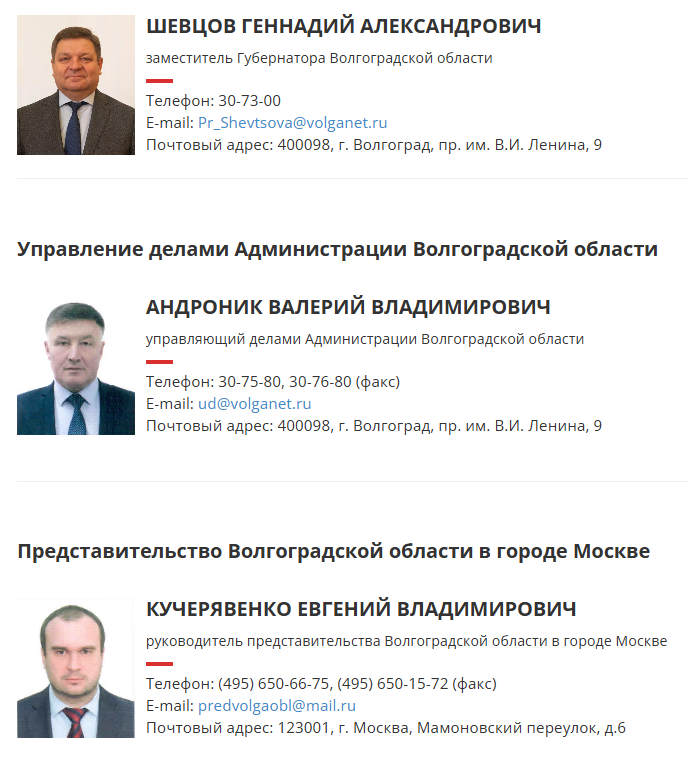 ШЕВЦОВ ГЕННАДИЙ АЛЕКСАНДРОВИЧ
заместитель Губернатора Волгоградской области
Телефон: 30-73-00
E-mail: Pr_Shevtsova@volganet.ru
Почтовый адрес: 400098, г. Волгоград, пр. им. В.И. Ленина, 9
Управление делами Администрации Волгоградской области
АНДРОНИК ВАЛЕРИЙ ВЛАДИМИРОВИЧ
управляющий делами Администрации Волгоградской области
Телефон: 30-75-80, 30-76-80 (факс)
E-mail: ud@volganet.ru
Почтовый адрес: 400098, г. Волгоград, пр. им. В.И. Ленина, 9
Представительство Волгоградской области в городе Москве
КУЧЕРЯВЕНКО ЕВГЕНИЙ ВЛАДИМИРОВИЧ
руководитель представительства Волгоградской области в городе Москве
Телефон: (495) 650-66-75, (495) 650-15-72 (факс)
E-mail: predvolgaobl@mail.ru
Почтовый адрес: 123001, г. Москва, Мамоновский переулок, д.6